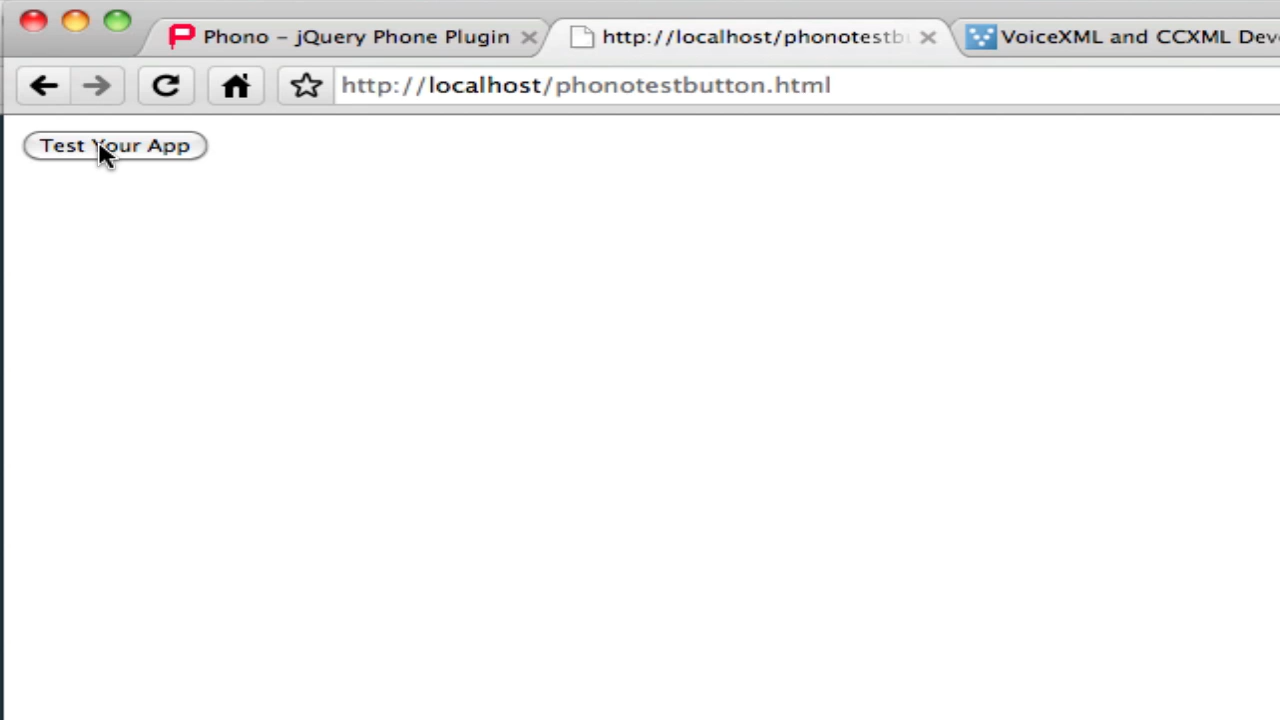 Phono - jQuery Phone Plugin
http://localhost/phonotestb
VoiceXML and CCXML Dev
http://localhost/phonotestbutton.html
Test Your App